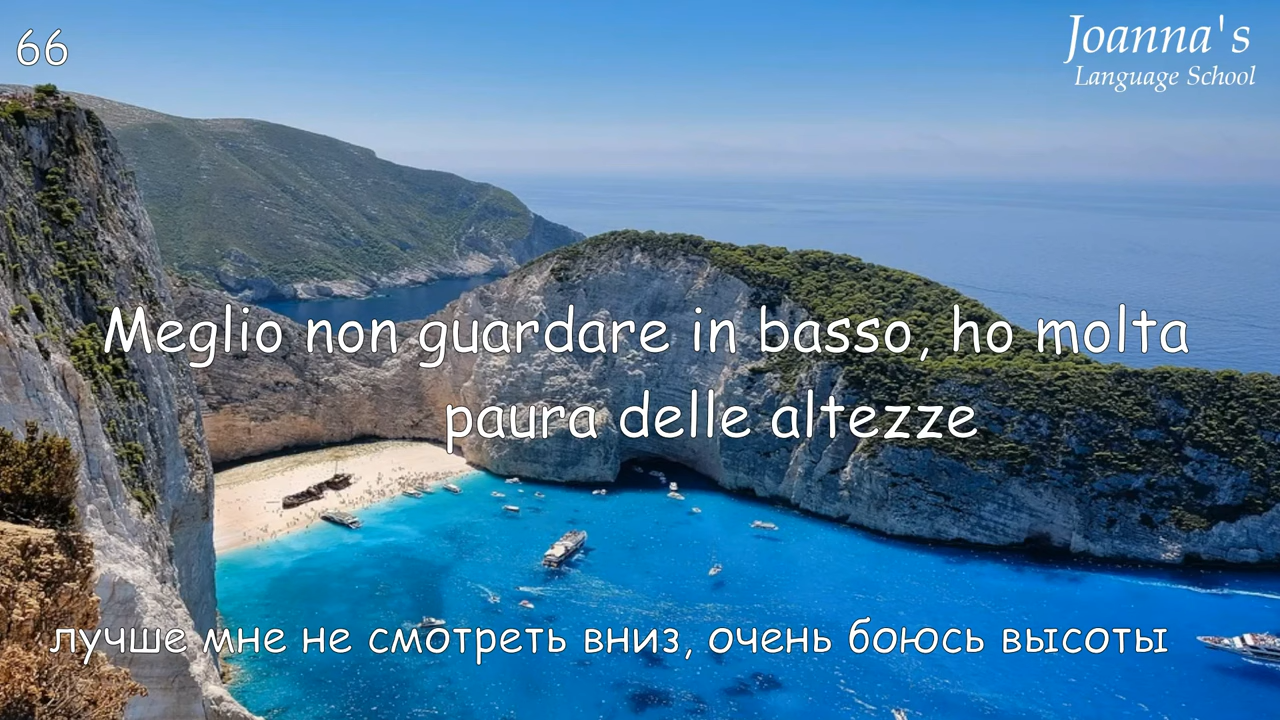 66
Joanna's
Language School
Meglio non guardare in basso, ho molta
paura delle altezze
лучше мне не смотреть вниз, очень боюсь высоты